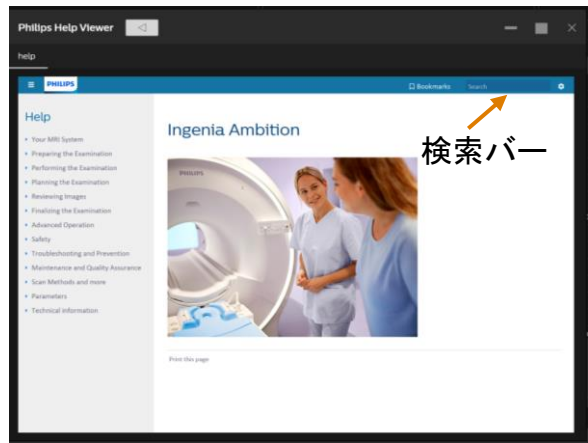 Philips Help Viewer
help
PHILIPS
Bookmarks
Search
検索バー
Help
Your MRI System
Preparing the Examination
Performing the Examination
Planning the Examination
Reviewing Images
Finalizing the Examination
Advanced Operation
Safety
Troubleshooting and Prevention
Maintenance and Quality Assurance
Scan Methods and more
Parameters
Technical Information
Ingenia Ambition
PHILIPS
Print this page